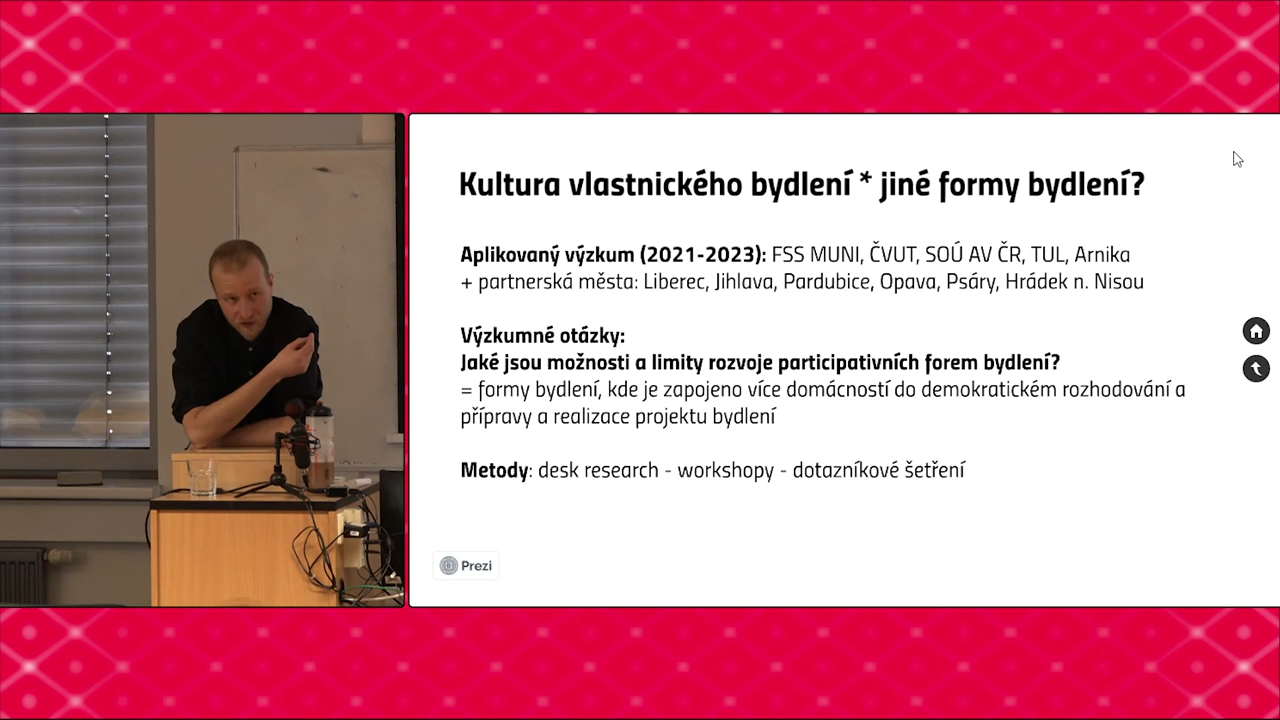 Kultura vlastnického bydlení * jiné formy bydlení?
Aplikovaný výzkum (2021-2023): FSS MUNI, ČVUT, SOÚ AV ČR, TUL, Arnika
+ partnerská města: Liberec, Jihlava, Pardubice, Opava, Psáry, Hrádek n. Nisou
Výzkumné otázky:
Jaké jsou možnosti a limity rozvoje participativních forem bydlení?
= formy bydlení, kde je zapojeno více domácností do demokratickém rozhodování a
přípravy a realizace projektu bydlení
Metody: desk research - workshopy - dotazníkové šetření
Prezi